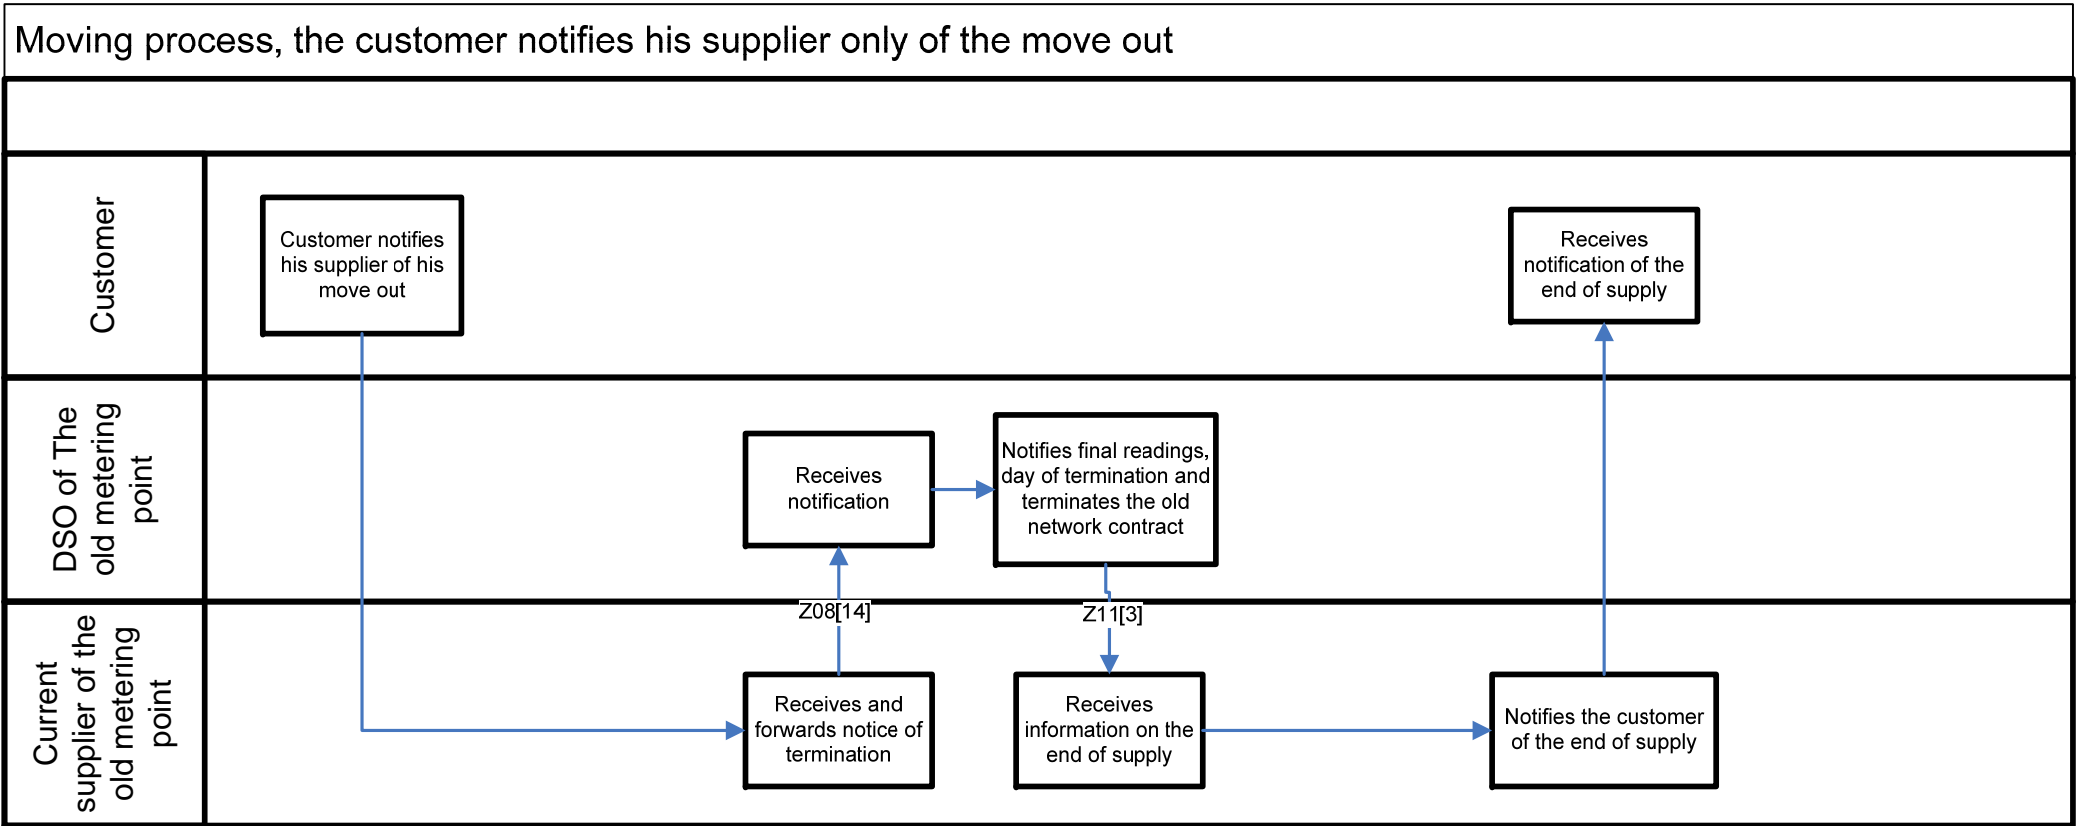 Moving process, the customer notifies his supplier only of the move out
Customer
Customer notifies
his supplier of his
move out
Receives
notification of the
end of supply
DSO of The
old metering
point
Receives
notification
Notifies final readings,
day of termination and
terminates the old
network contract
Z08[14]
Z11[3]
Current
supplier of the
old metering
point
Receives and
forwards notice of
termination
Receives
information on the
end of supply
Notifies the customer
of the end of supply